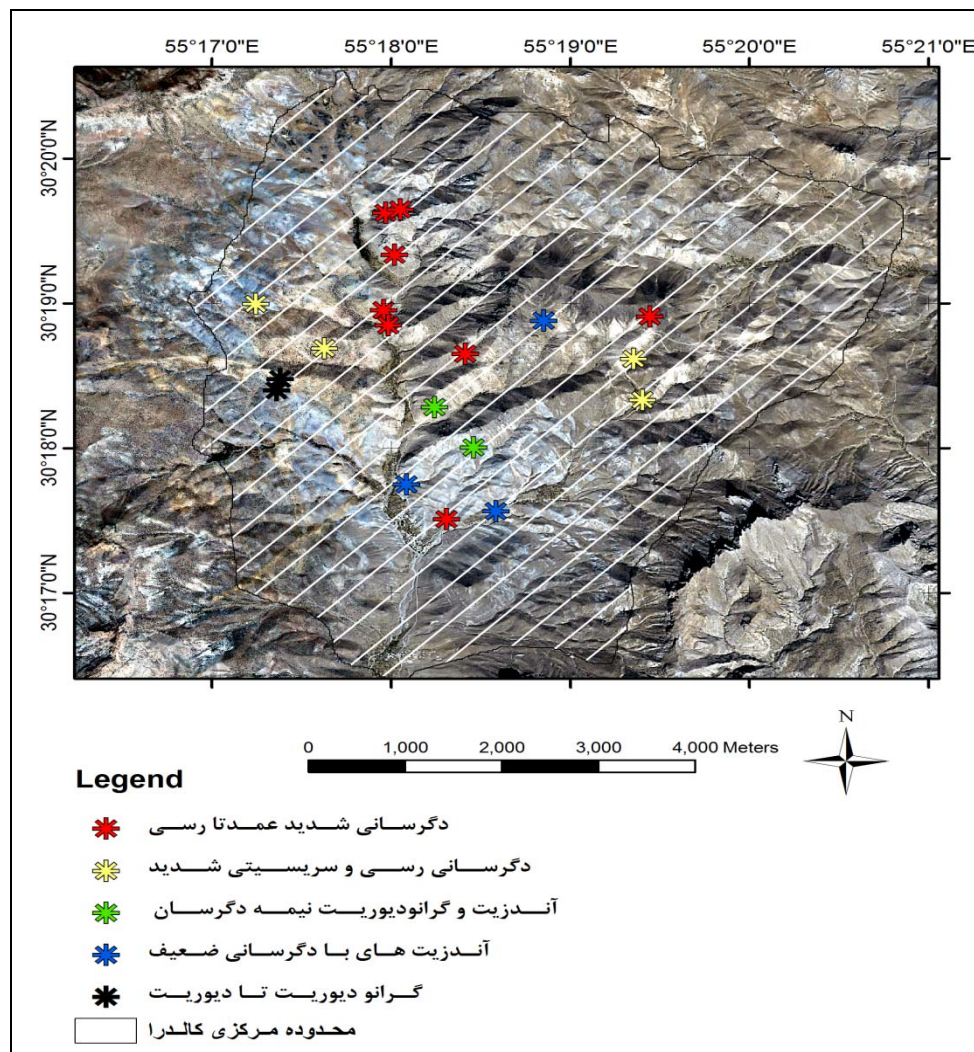 55°17'0"E 55°18'0"E 55°19'0"E 55°20'0"E 55°21'0"E
30°20'0"N
30°19'0"N
30°18'0"N
30°17'0"N
N
0 1,000 2,000 3,000 4,000 Meters
Legend
دگرسانی شدید عمدتا رسی
دگرسانی رسی و سریسیتی شدید
آندزیت و گرانودیوریت نیمه دگرسان
آندزیت های با دگرسانی ضعیف
گرانو دیوریت تا دیوریت
محدوده مرکزی کالدرا